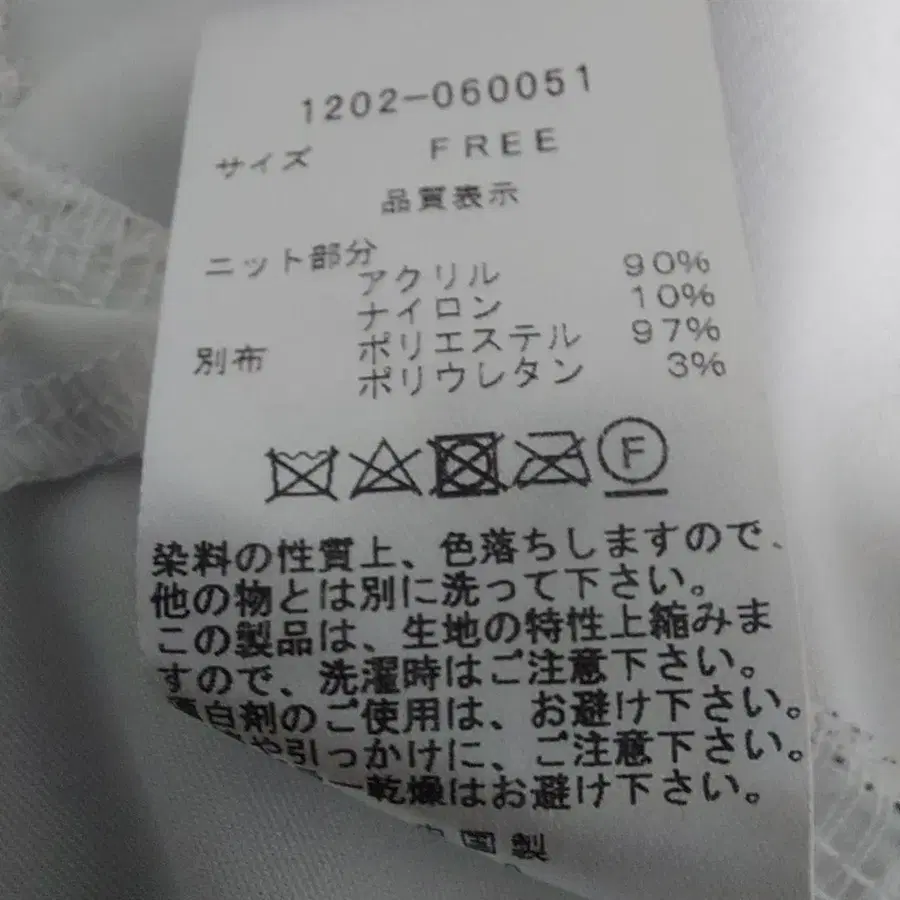 1202-060051
サイズ FREE
品質表示
ニット部分
アクリル 90%
ナイロン 10%
別布 ポリエステル 97%
ポリウレタン 3%
F
染料の性質上、色落ちしますので、
他の物とは別に洗って下さい。
この製品は、生地の特性上縮みま
すので、洗濯時はご注意下さい。
白剤のご使用は、お避け下さい。
や引っかけに、ご注意下さい。
ー乾燥はお避け下さい。
国製